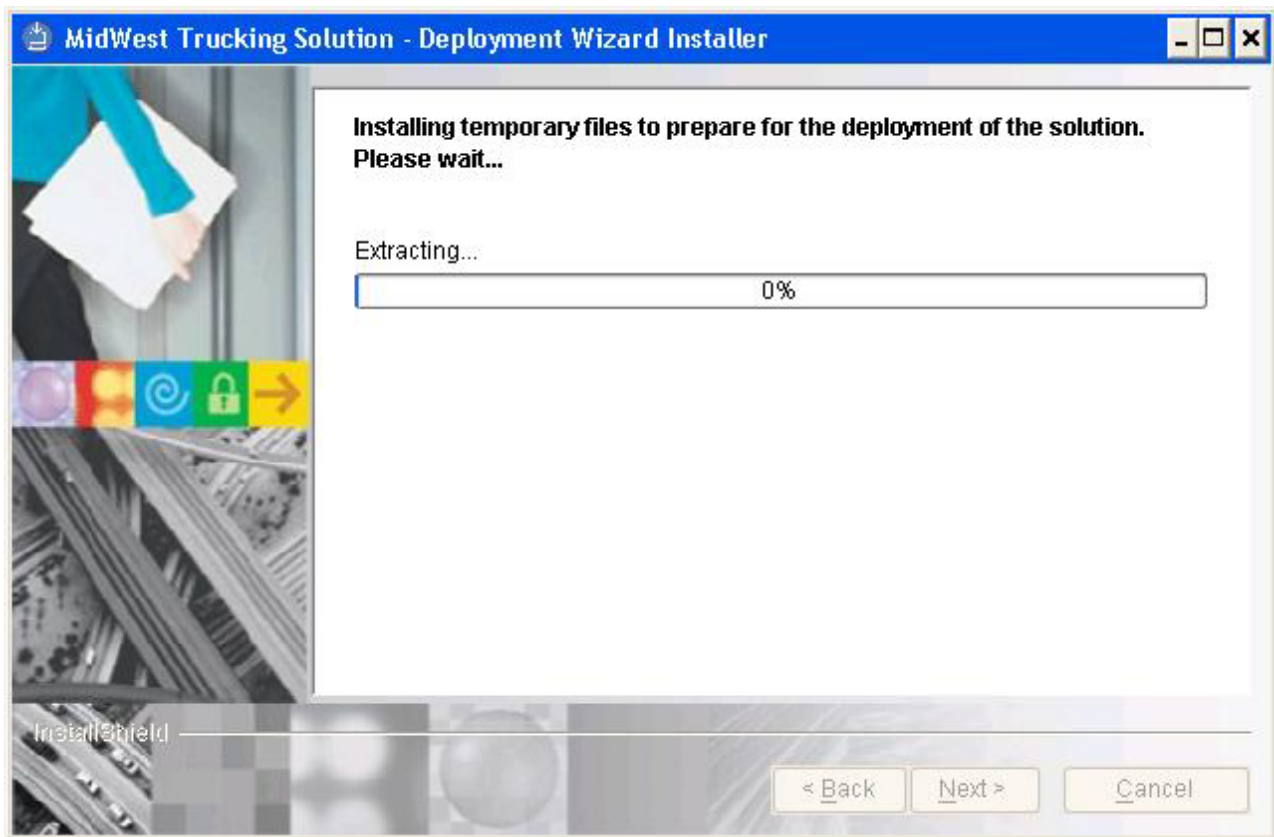 MidWest Trucking Solution - Deployment Wizard Installer
Installing temporary files to prepare for the deployment of the solution.
Please wait...
Extracting...
0%
InstallShield
< Back
Next >
Cancel